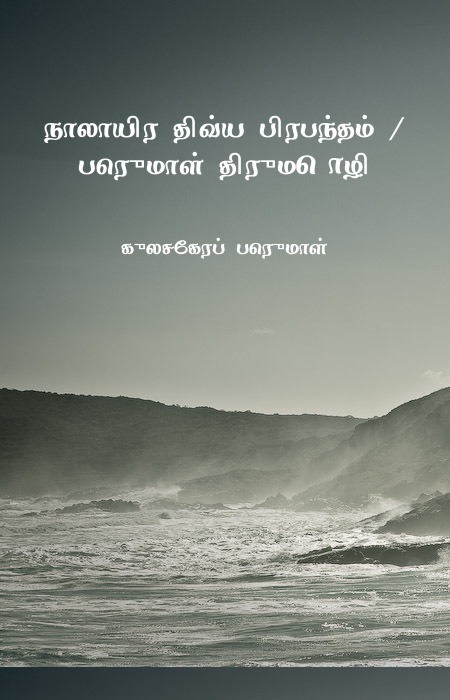 நாலாயிர திவ்ய பிரபந்தம் /
பெருமாள் திருமொழி
குலசேகரப் பெருமாள்